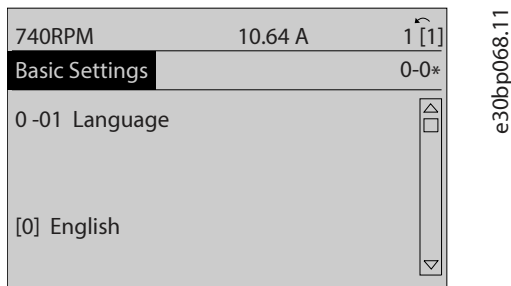 740RPM 10.64 A 1 [1]
Basic Settings 0-0*
0 -01 Language
[0] English
e30bp068.11